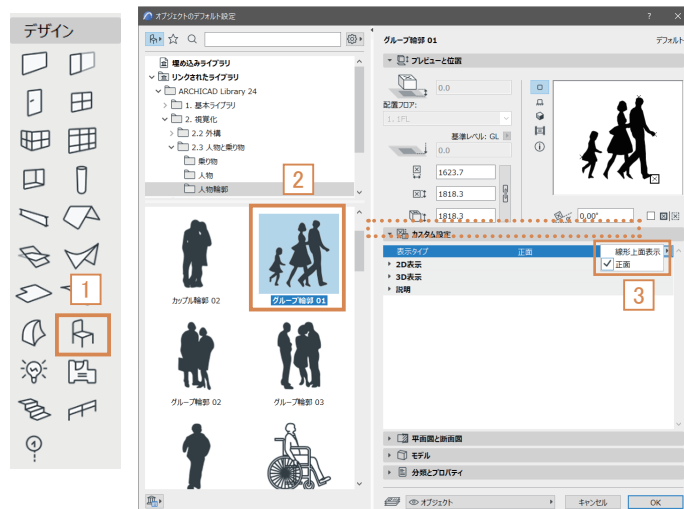 デザイン
1
オブジェクトのデフォルト設定
? ×
埋め込みライブラリ
リンクされたライブラリ
ARCHICAD Library 24
1. 基本ライブラリ
2. 視覚化
2.2 外構
2.3 人物と乗り物
乗り物
人物
人物輪郭
2
カップル輪郭 02
グループ輪郭 01
グループ輪郭 02
グループ輪郭 03
グループ輪郭 01
デフォルト
プレビューと位置
0.0
配置フロア:
1. 1FL
基準レベル: GL
0.0
1623.7
1818.3
1818.3
0.00°
カスタム設定
表示タイプ
正面
線形上面表示
正面
2D表示
3D表示
説明
3
平面図と断面図
モデル
分類とプロパティ
オブジェクト
キャンセル
OK